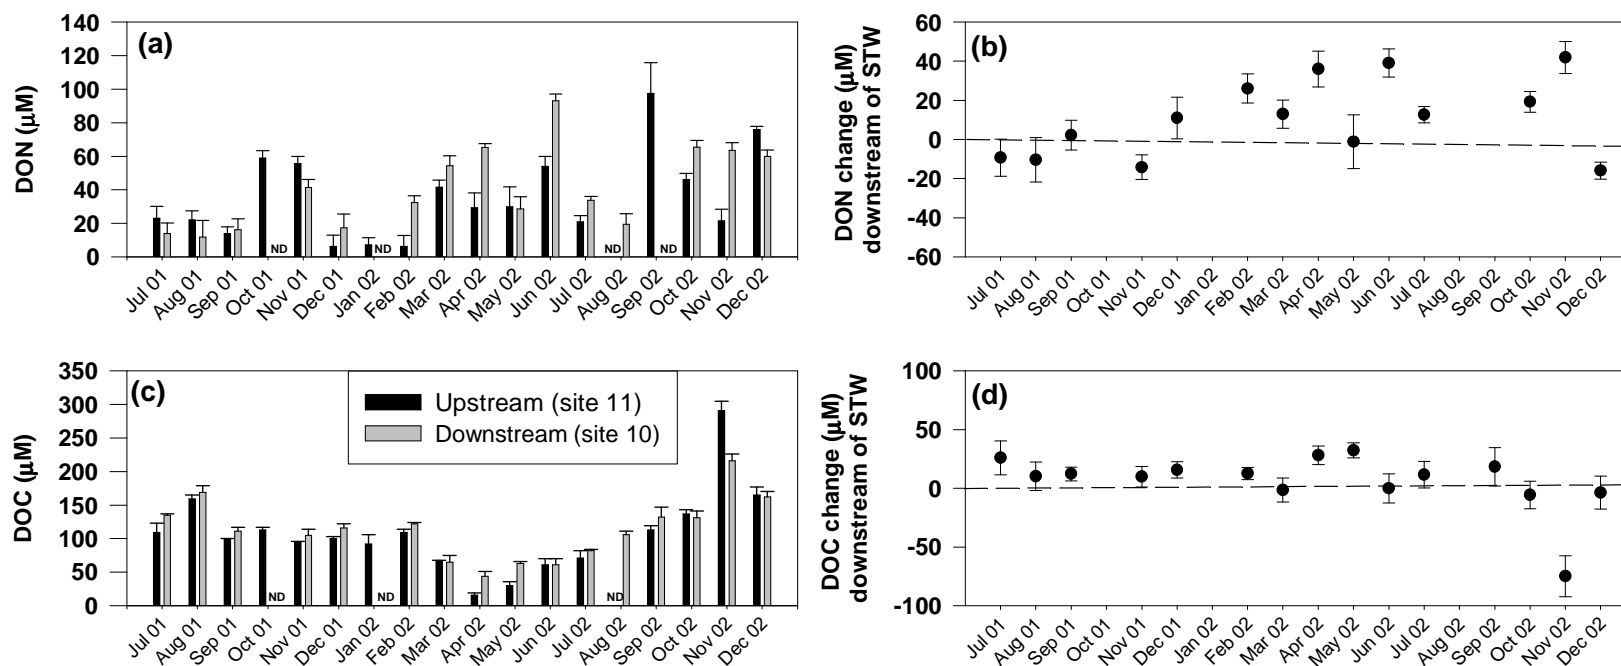 (a)
DON (μM)
140
120
100
80
60
40
20
0
ND
ND
ND
ND
Jul 01
Aug 01
Sep 01
Oct 01
Nov 01
Dec 01
Jan 02
Feb 02
Mar 02
Apr 02
May 02
Jun 02
Jul 02
Aug 02
Sep 02
Oct 02
Nov 02
Dec 02
(b)
DON change (μM)
downstream of STW
60
40
20
0
-20
-40
-60
Jul 01
Aug 01
Sep 01
Oct 01
Nov 01
Dec 01
Jan 02
Feb 02
Mar 02
Apr 02
May 02
Jun 02
Jul 02
Aug 02
Sep 02
Oct 02
Nov 02
Dec 02
(c)
DOC (μM)
350
300
250
200
150
100
50
0
Upstream (site 11)
Downstream (site 10)
ND
ND
ND
Jul 01
Aug 01
Sep 01
Oct 01
Nov 01
Dec 01
Jan 02
Feb 02
Mar 02
Apr 02
May 02
Jun 02
Jul 02
Aug 02
Sep 02
Oct 02
Nov 02
Dec 02
(d)
DOC change (μM)
downstream of STW
100
50
0
-50
-100
Jul 01
Aug 01
Sep 01
Oct 01
Nov 01
Dec 01
Jan 02
Feb 02
Mar 02
Apr 02
May 02
Jun 02
Jul 02
Aug 02
Sep 02
Oct 02
Nov 02
Dec 02